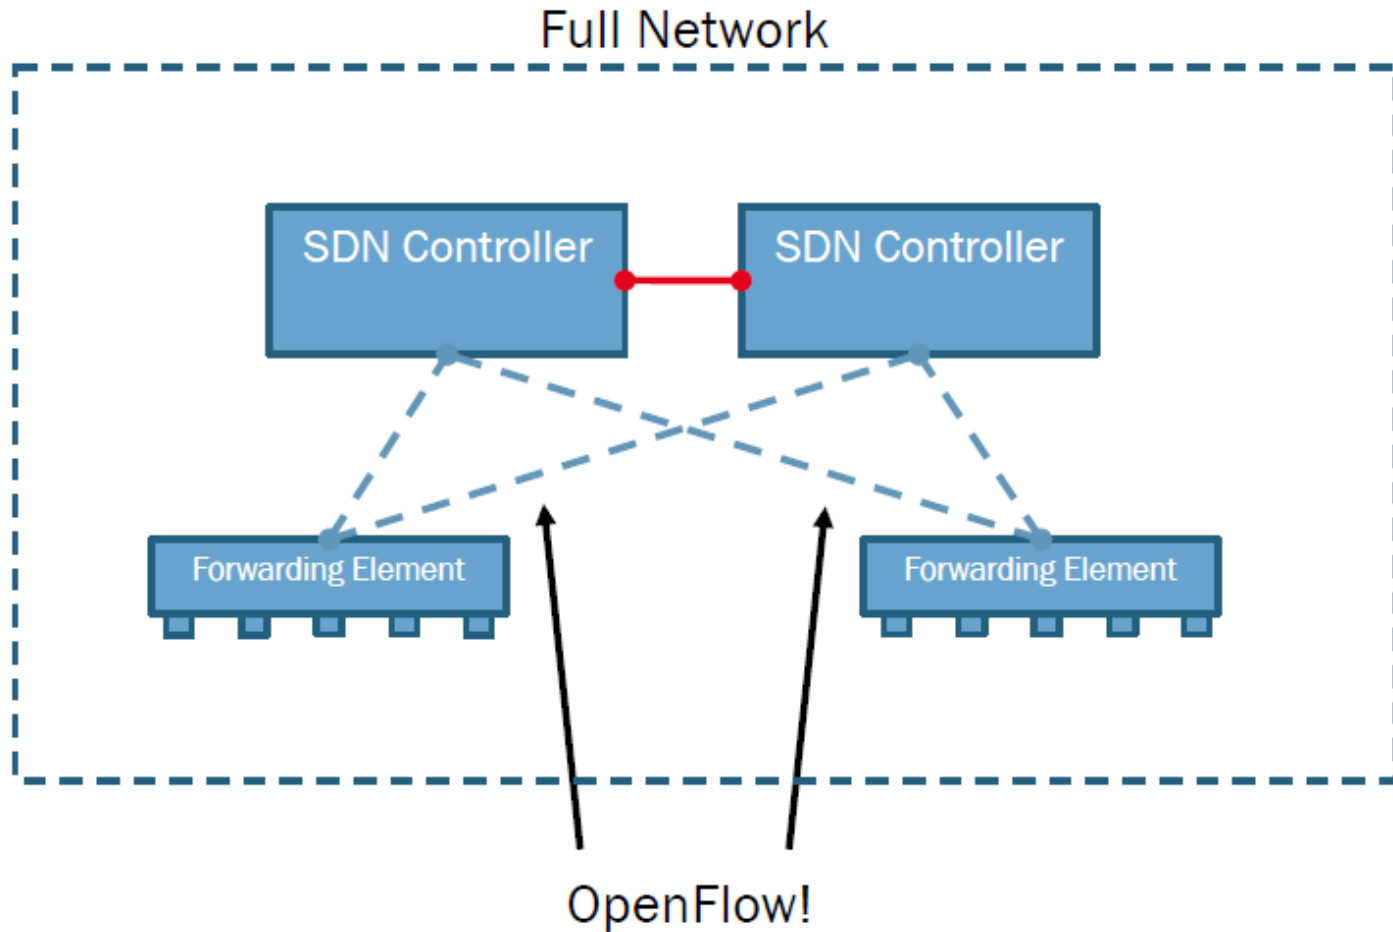 Full Network
SDN Controller
SDN Controller
Forwarding Element
Forwarding Element
OpenFlow!